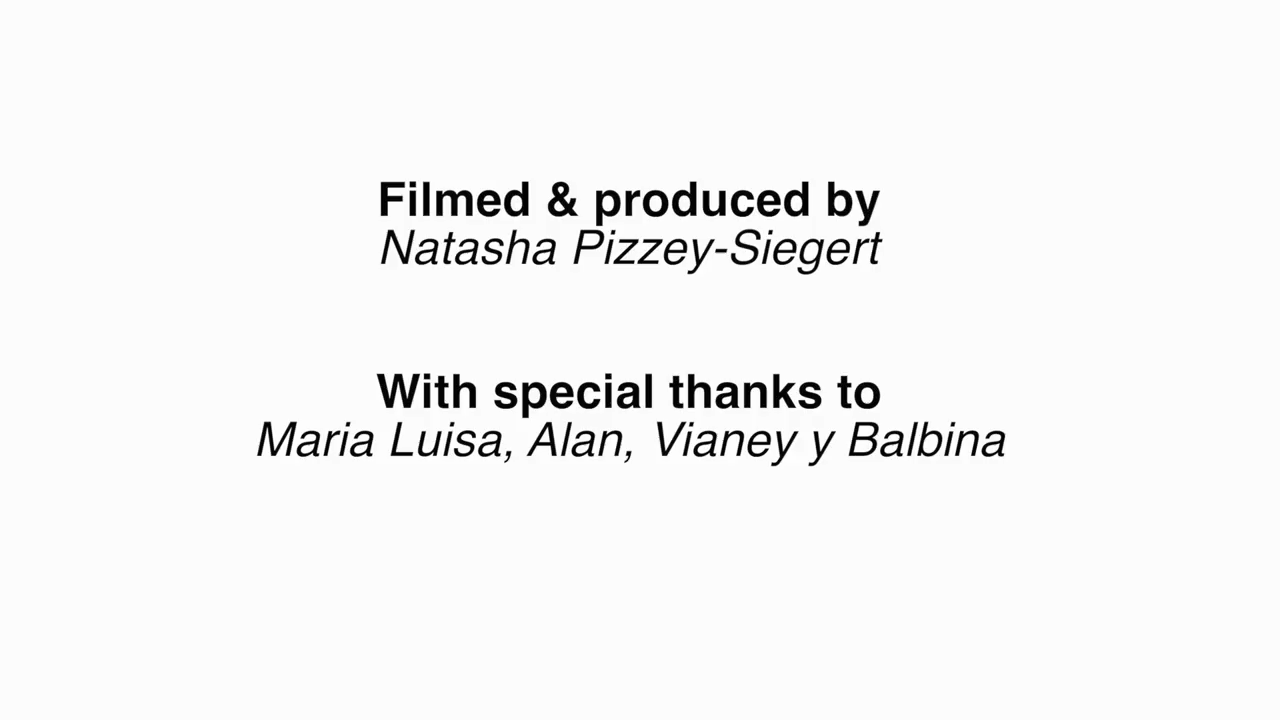 Filmed & produced by
Natasha Pizzey-Siegert
With special thanks to
Maria Luisa, Alan, Vianey y Balbina